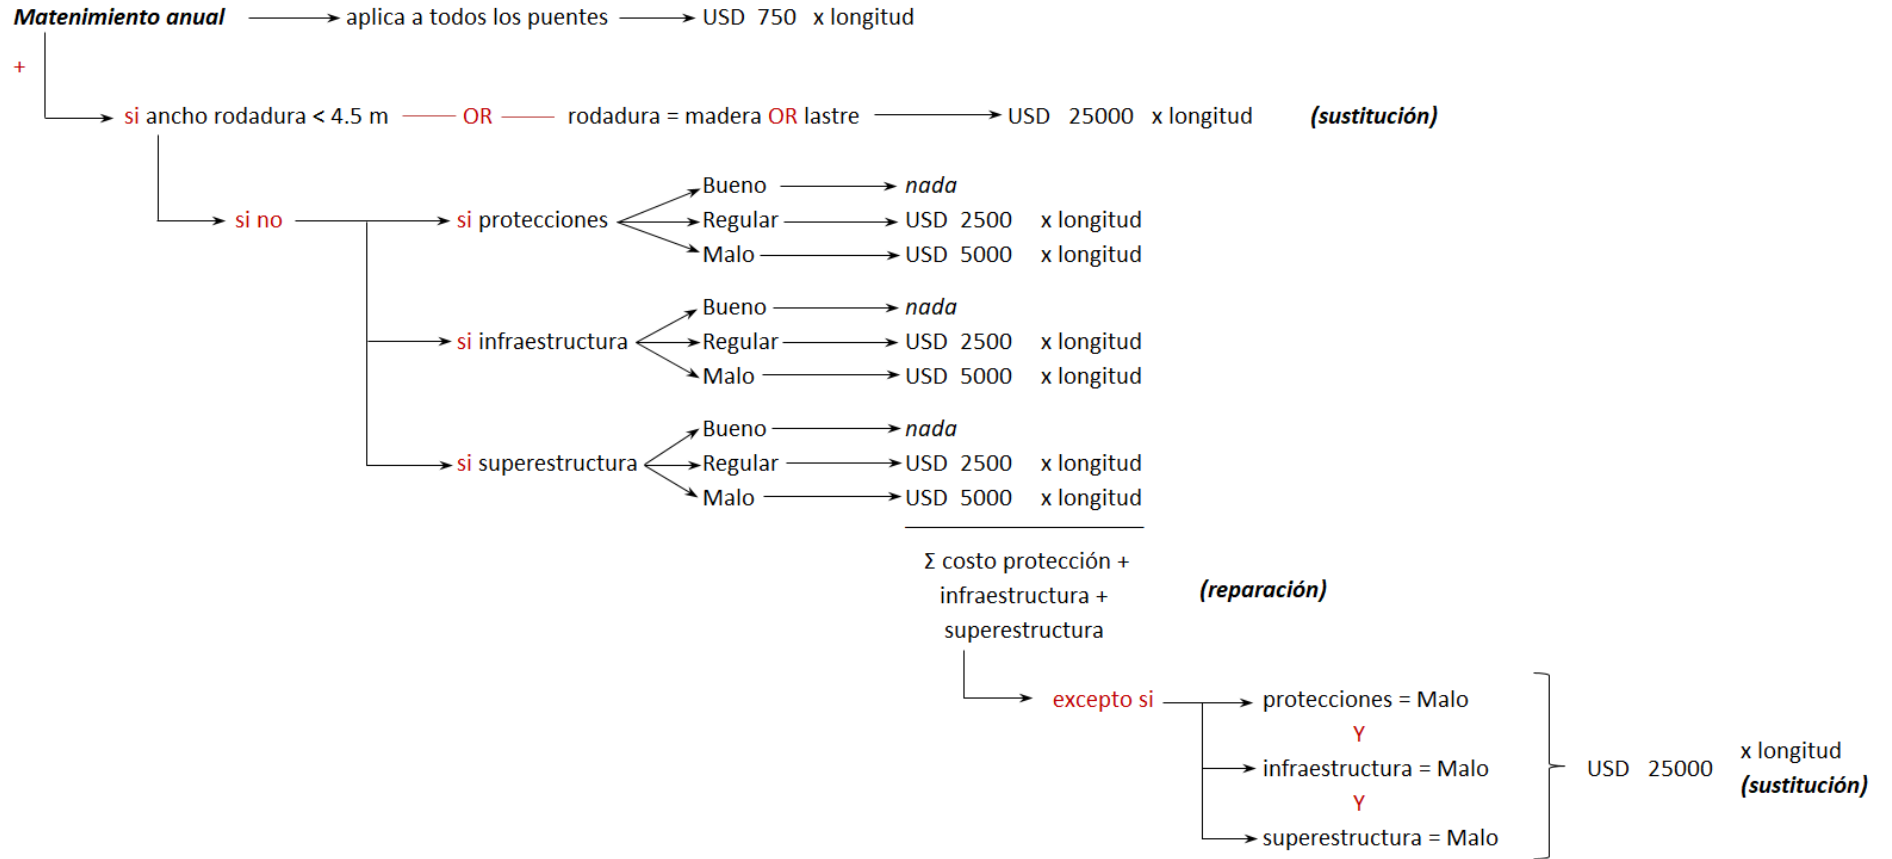 Matenimiento anual aplica a todos los puentes USD 750 x longitud
+
si ancho rodadura < 4.5 m OR rodadura = madera OR lastre USD 25000 x longitud (sustitución)
Bueno nada
si no si protecciones Regular USD 2500 x longitud
Malo USD 5000 x longitud
Bueno nada
si infraestructura Regular USD 2500 x longitud
Malo USD 5000 x longitud
Bueno nada
si superestructura Regular USD 2500 x longitud
Malo USD 5000 x longitud
Σ costo protección +
infraestructura +
superestructura
(reparación)
excepto si protecciones = Malo
Y
infraestructura = Malo
Y
superestructura = Malo
USD 25000 x longitud
(sustitución)